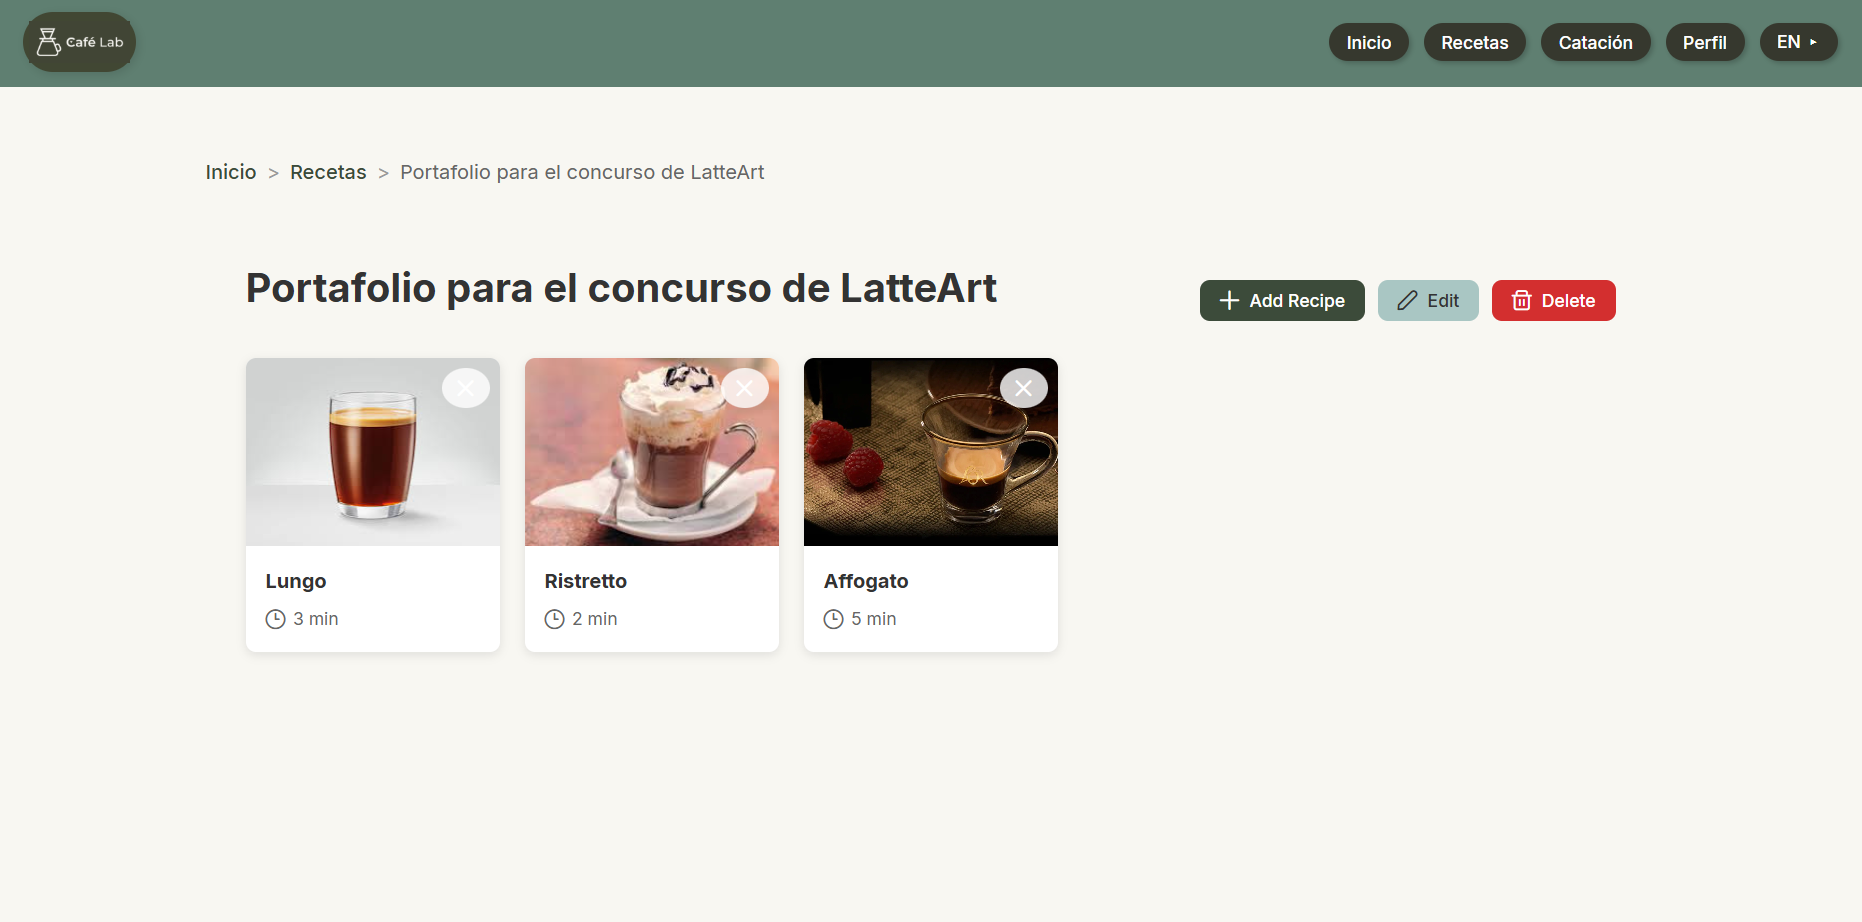 Café Lab
Inicio
Recetas
Catación
Perfil
EN ▸
Inicio > Recetas > Portafolio para el concurso de LatteArt
Portafolio para el concurso de LatteArt
Add Recipe
Edit
Delete
Lungo
3 min
Ristretto
2 min
Affogato
5 min